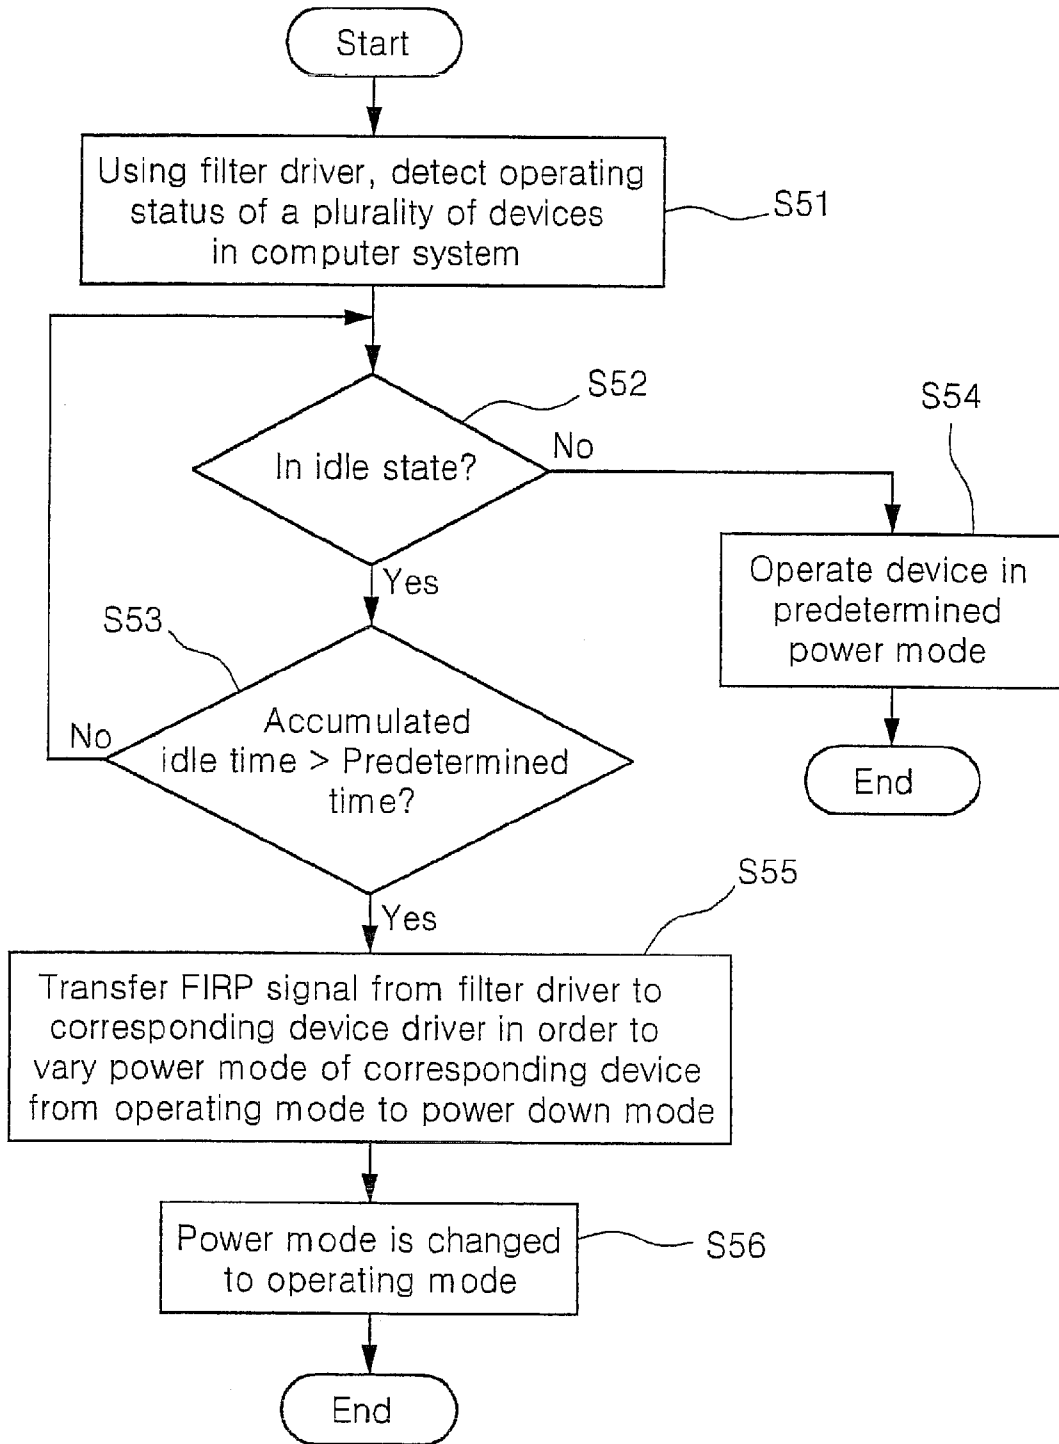 Start
Using filter driver, detect operating
status of a plurality of devices
in computer system
S51
In idle state?
S52
No
S54
Operate device in
predetermined
power mode
End
Yes
S53
Accumulated
idle time > Predetermined
time?
No
Yes
S55
Transfer FIRP signal from filter driver to
corresponding device driver in order to
vary power mode of corresponding device
from operating mode to power down mode
Power mode is changed
to operating mode
S56
End